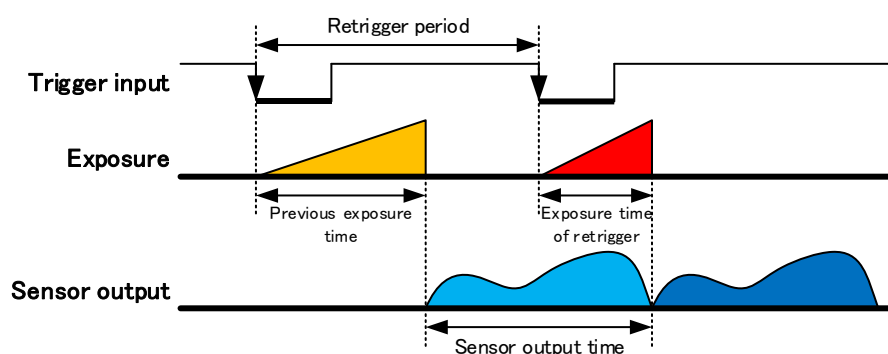 Retrigger period
Trigger input
Exposure
Previous exposure
time
Exposure time
of retrigger
Sensor output
Sensor output time